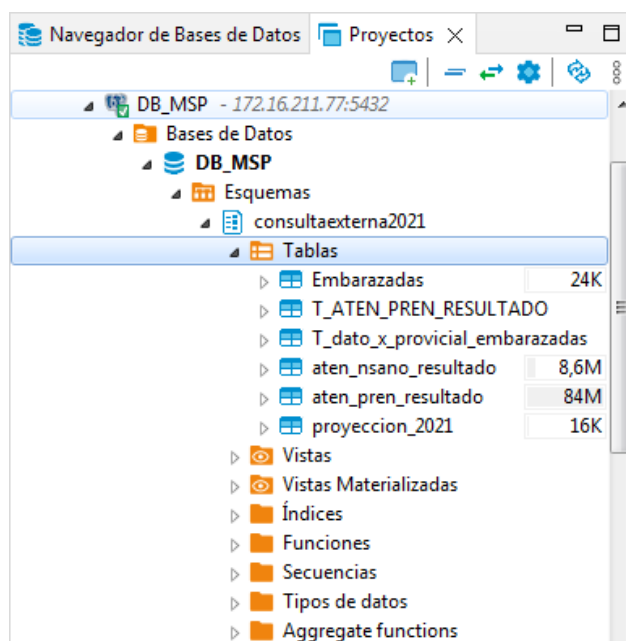 Navegador de Bases de Datos Proyectos
DB_MSP - 172.16.211.77:5432
Bases de Datos
DB_MSP
Esquemas
consultaexterna2021
Tablas
Embarazadas 24K
T_ATEN_PREN_RESULTADO
T_dato_x_provicial_embarazadas
aten_nsano_resultado 8,6M
aten_pren_resultado 84M
proyeccion_2021 16K
Vistas
Vistas Materializadas
Índices
Funciones
Secuencias
Tipos de datos
Aggregate functions